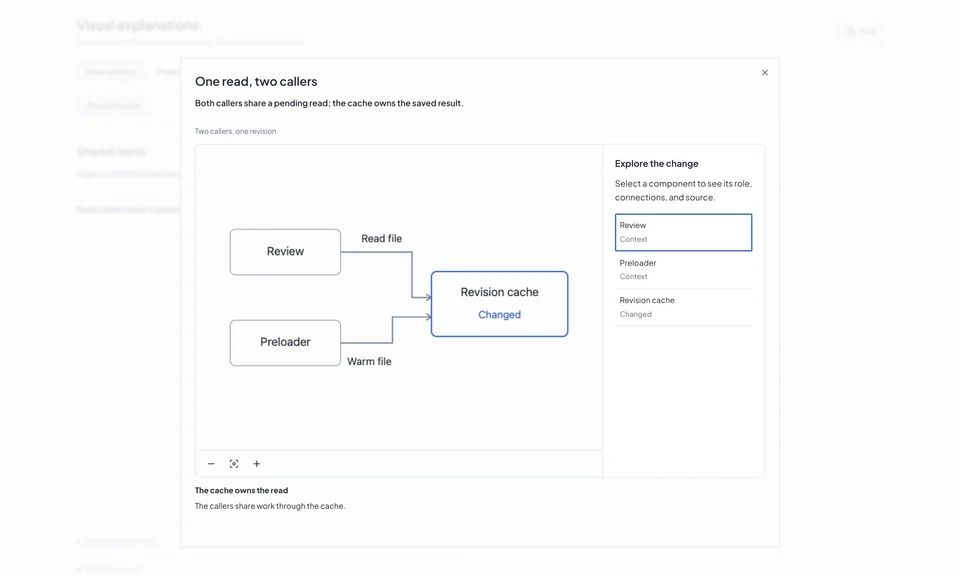 Visual explanations
One read, two callers
Both callers share a pending read; the cache owns the saved result.
Two callers, one revision
Review
Read file
Revision cache
Changed
Preloader
Warm file
Explore the change
Select a component to see its role,
connections, and source.
Review
Context
Preloader
Context
Revision cache
Changed
The cache owns the read
The callers share work through the cache.
Shared reads